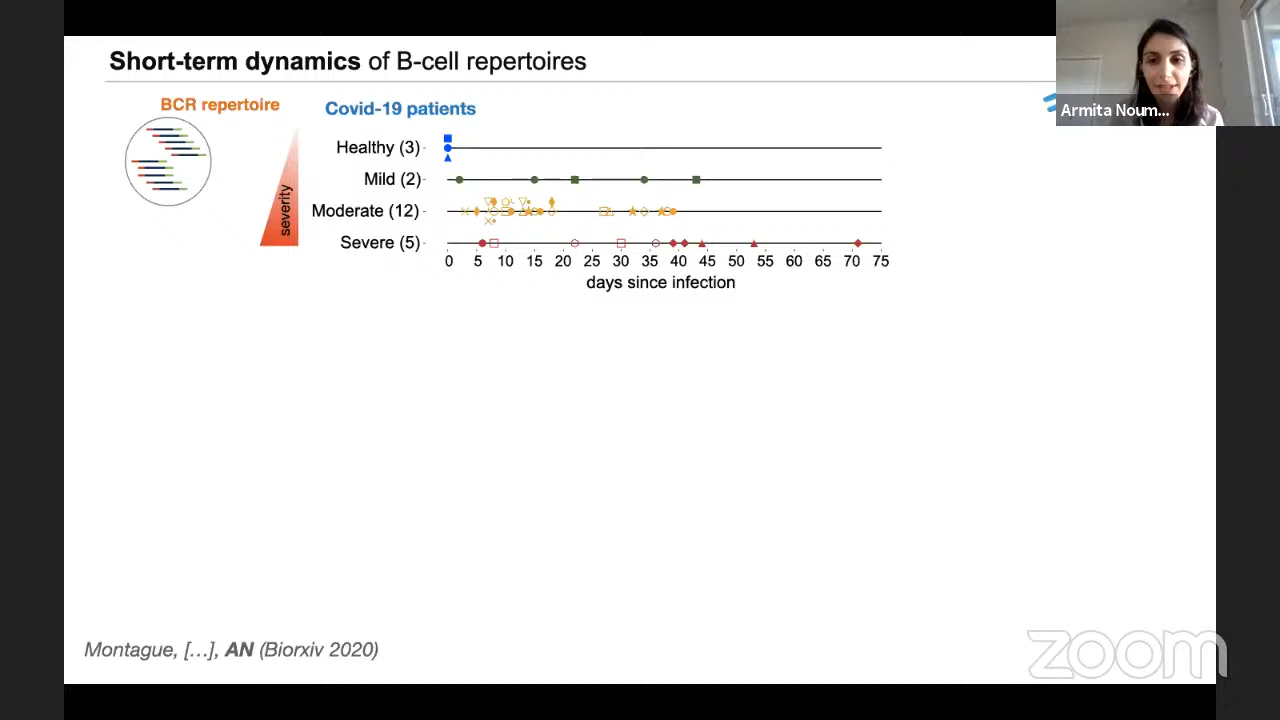 Short-term dynamics of B-cell repertoires
Armita Noum...
BCR repertoire
Covid-19 patients
severity
Healthy (3)
Mild (2)
Moderate (12)
Severe (5)
0 5 10 15 20 25 30 35 40 45 50 55 60 65 70 75
days since infection
Montague, [...], AN (Biorxiv 2020)
zoom